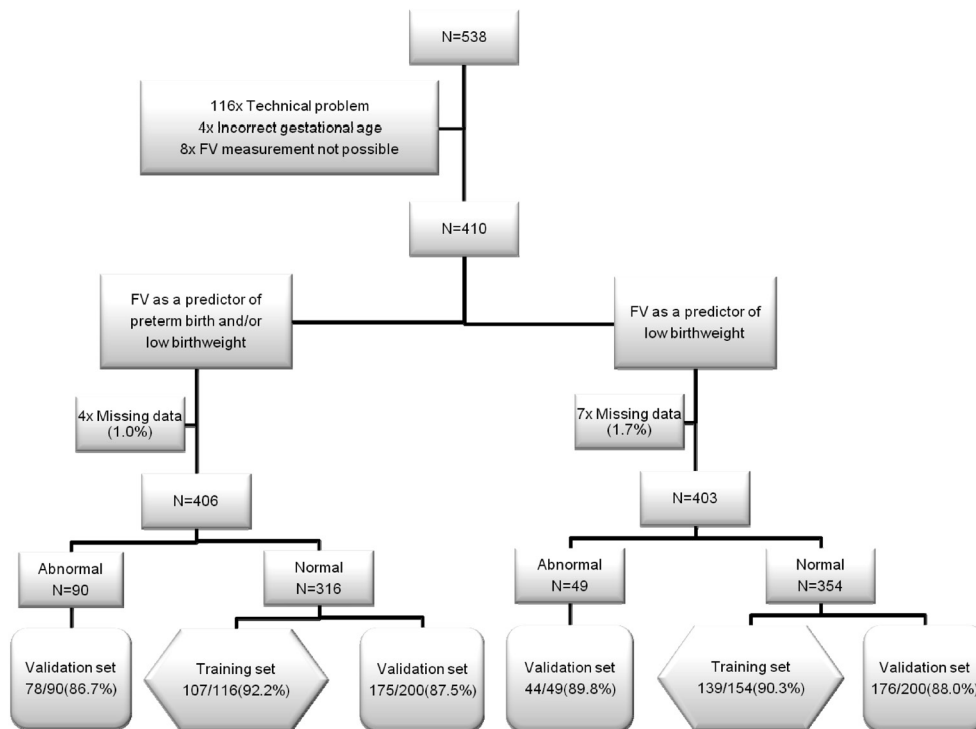 N=538
116x Technical problem
4x Incorrect gestational age
8x FV measurement not possible
N=410
FV as a predictor of
preterm birth and/or
low birthweight
FV as a predictor of
low birthweight
4x Missing data
(1.0%)
7x Missing data
(1.7%)
N=406
N=403
Abnormal
N=90
Normal
N=316
Abnormal
N=49
Normal
N=354
Validation set
78/90(86.7%)
Training set
107/116(92.2%)
Validation set
175/200(87.5%)
Validation set
44/49(89.8%)
Training set
139/154(90.3%)
Validation set
176/200(88.0%)